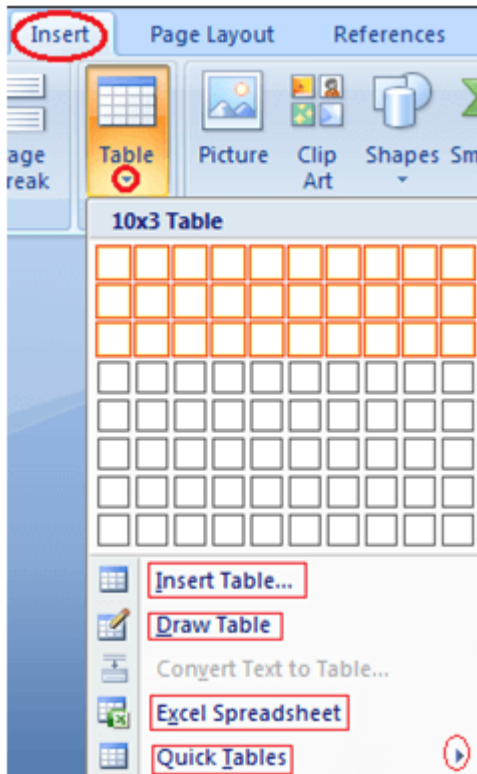 Insert Page Layout References
age
reak
Table
Picture
Clip
Art
Shapes
Sm
10x3 Table
Insert Table...
Draw Table
Convert Text to Table...
Excel Spreadsheet
Quick Tables